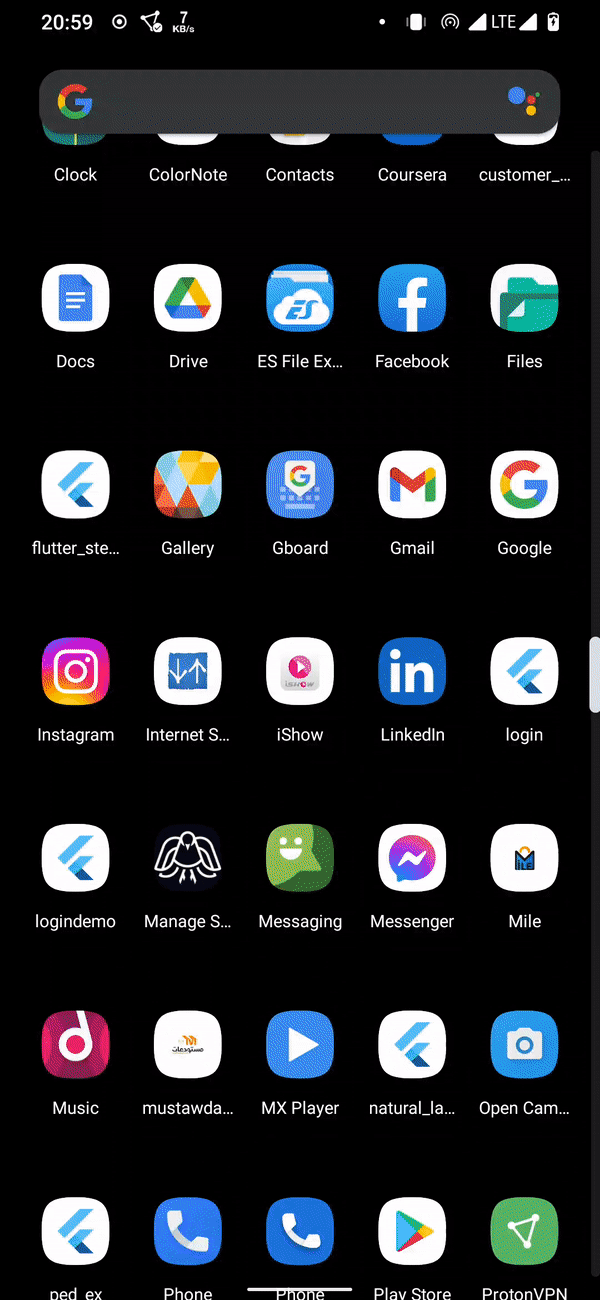 20:59 7 KB/s LTE
Clock ColorNote Contacts Coursera customer_...
Docs Drive ES File Ex... Facebook Files
flutter_ste... Gallery Gboard Gmail Google
Instagram Internet S... iShow LinkedIn login
logindemo Manage S... Messaging Messenger Mile
Music mustawda... MX Player natural_la... Open Cam...
ped_ex Phone Phone Play Store ProtonVPN